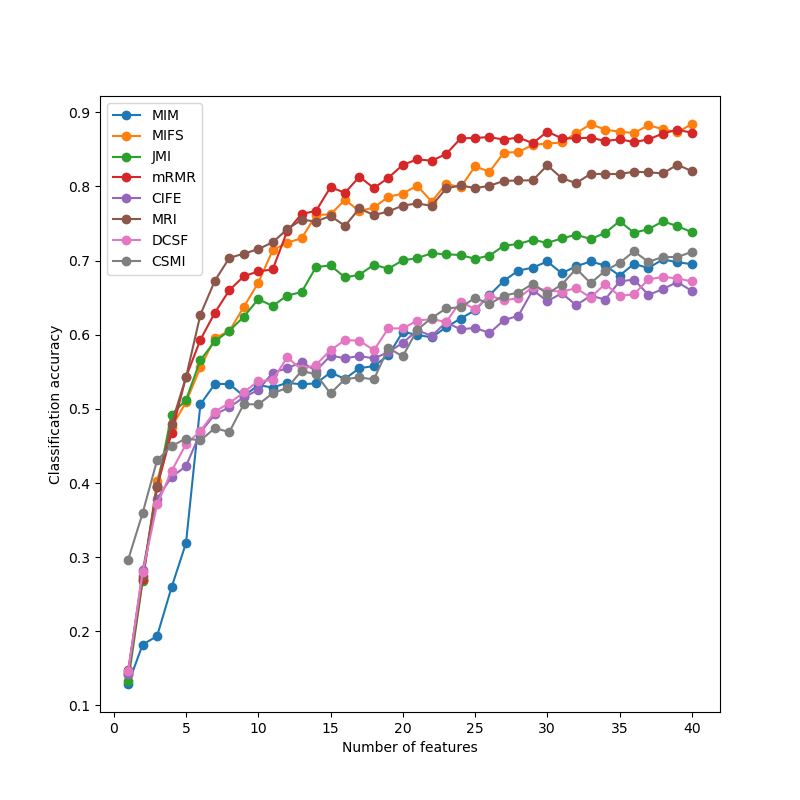 MIM
MIFS
JMI
mRMR
CIFE
MRI
DCSF
CSMI
0.9
0.8
0.7
0.6
0.5
0.4
0.3
0.2
0.1
Classification accuracy
0 5 10 15 20 25 30 35 40
Number of features